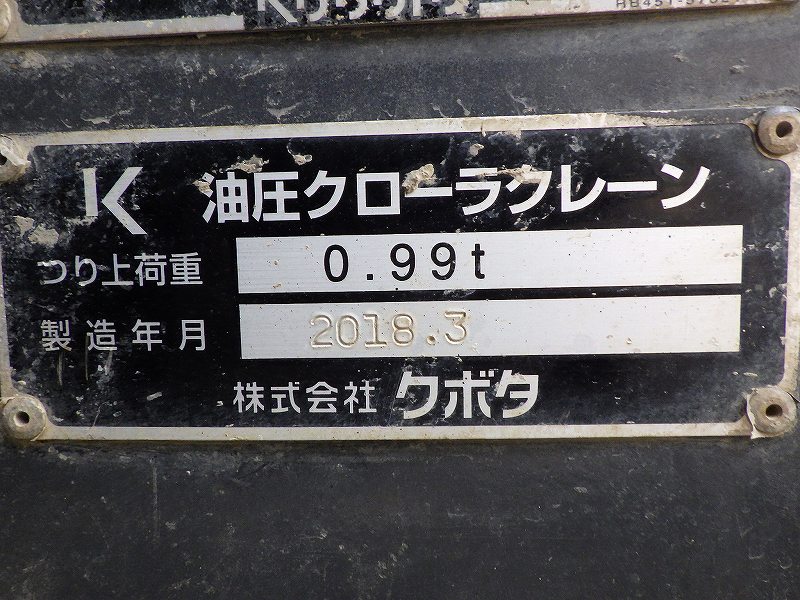 K 油圧クローラクレーン
つり上荷重 0.99t
製造年月 2018.3
株式会社 クボタ